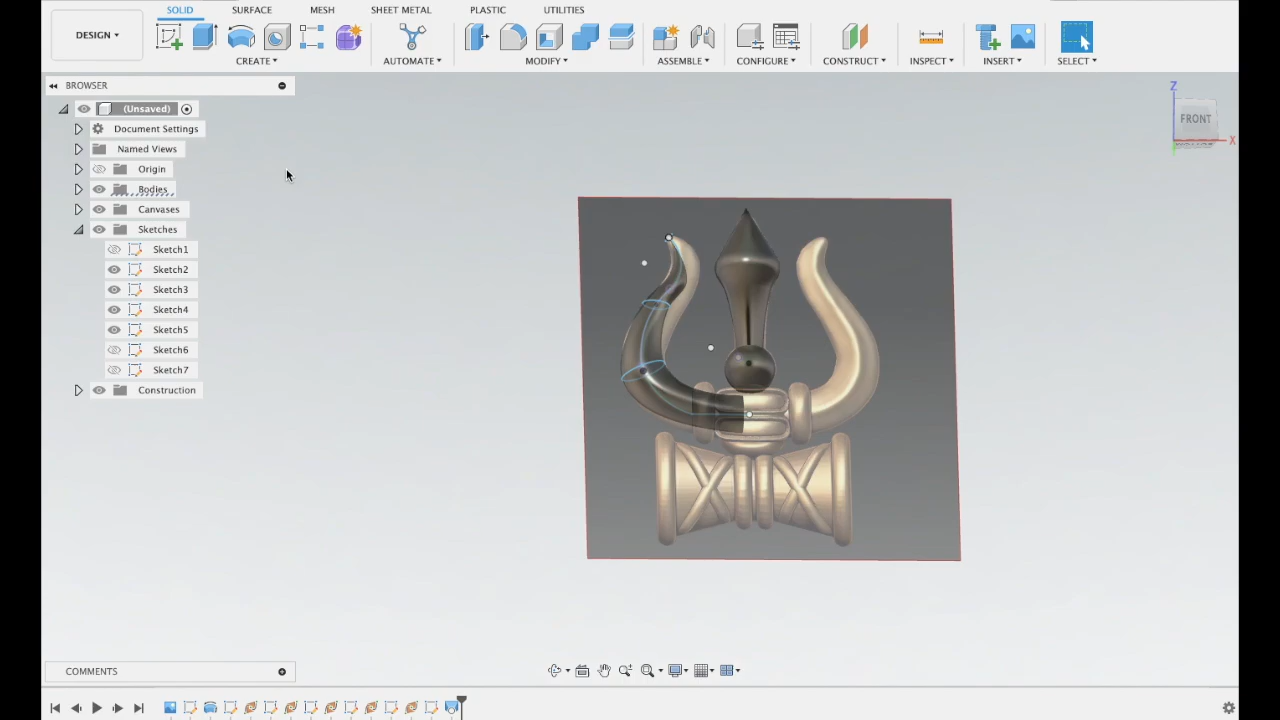 SOLID SURFACE MESH SHEET METAL PLASTIC UTILITIES
DESIGN
CREATE AUTOMATE MODIFY ASSEMBLE CONFIGURE CONSTRUCT INSPECT INSERT SELECT
BROWSER
(Unsaved)
Document Settings
Named Views
Origin
Bodies
Canvases
Sketches
Sketch1
Sketch2
Sketch3
Sketch4
Sketch5
Sketch6
Sketch7
Construction
Z
FRONT
X
COMMENTS